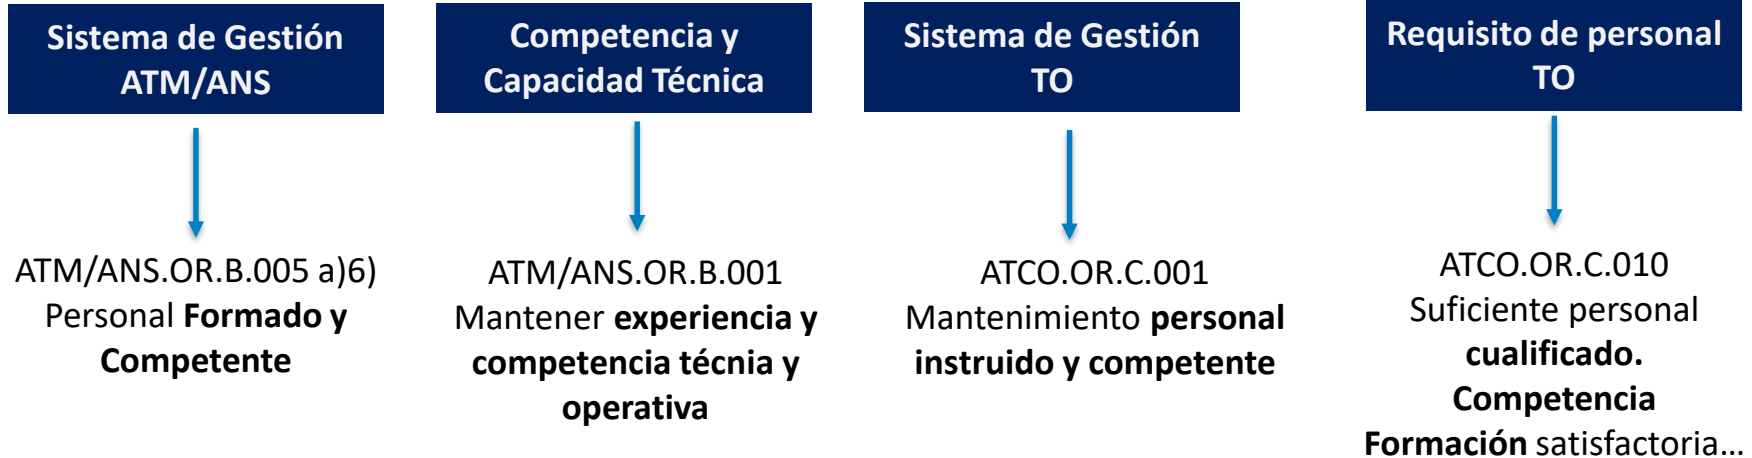 Sistema de Gestión
ATM/ANS
ATM/ANS.OR.B.005 a)6)
Personal Formado y
Competente
Competencia y
Capacidad Técnica
ATM/ANS.OR.B.001
Mantener experiencia y
competencia técnia y
operativa
Sistema de Gestión
TO
ATCO.OR.C.001
Mantenimiento personal
instruido y competente
Requisito de personal
TO
ATCO.OR.C.010
Suficiente personal
cualificado.
Competencia
Formación satisfactoria...